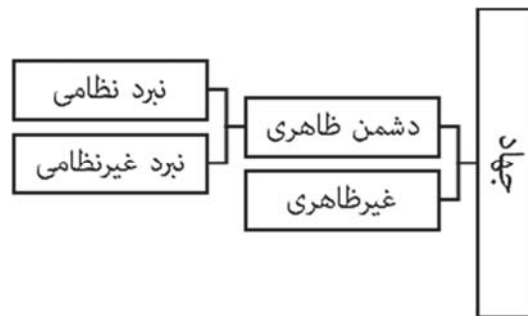 جهاد
دشمن ظاهری
غیرظاهری
نبرد نظامی
نبرد غیرنظامی